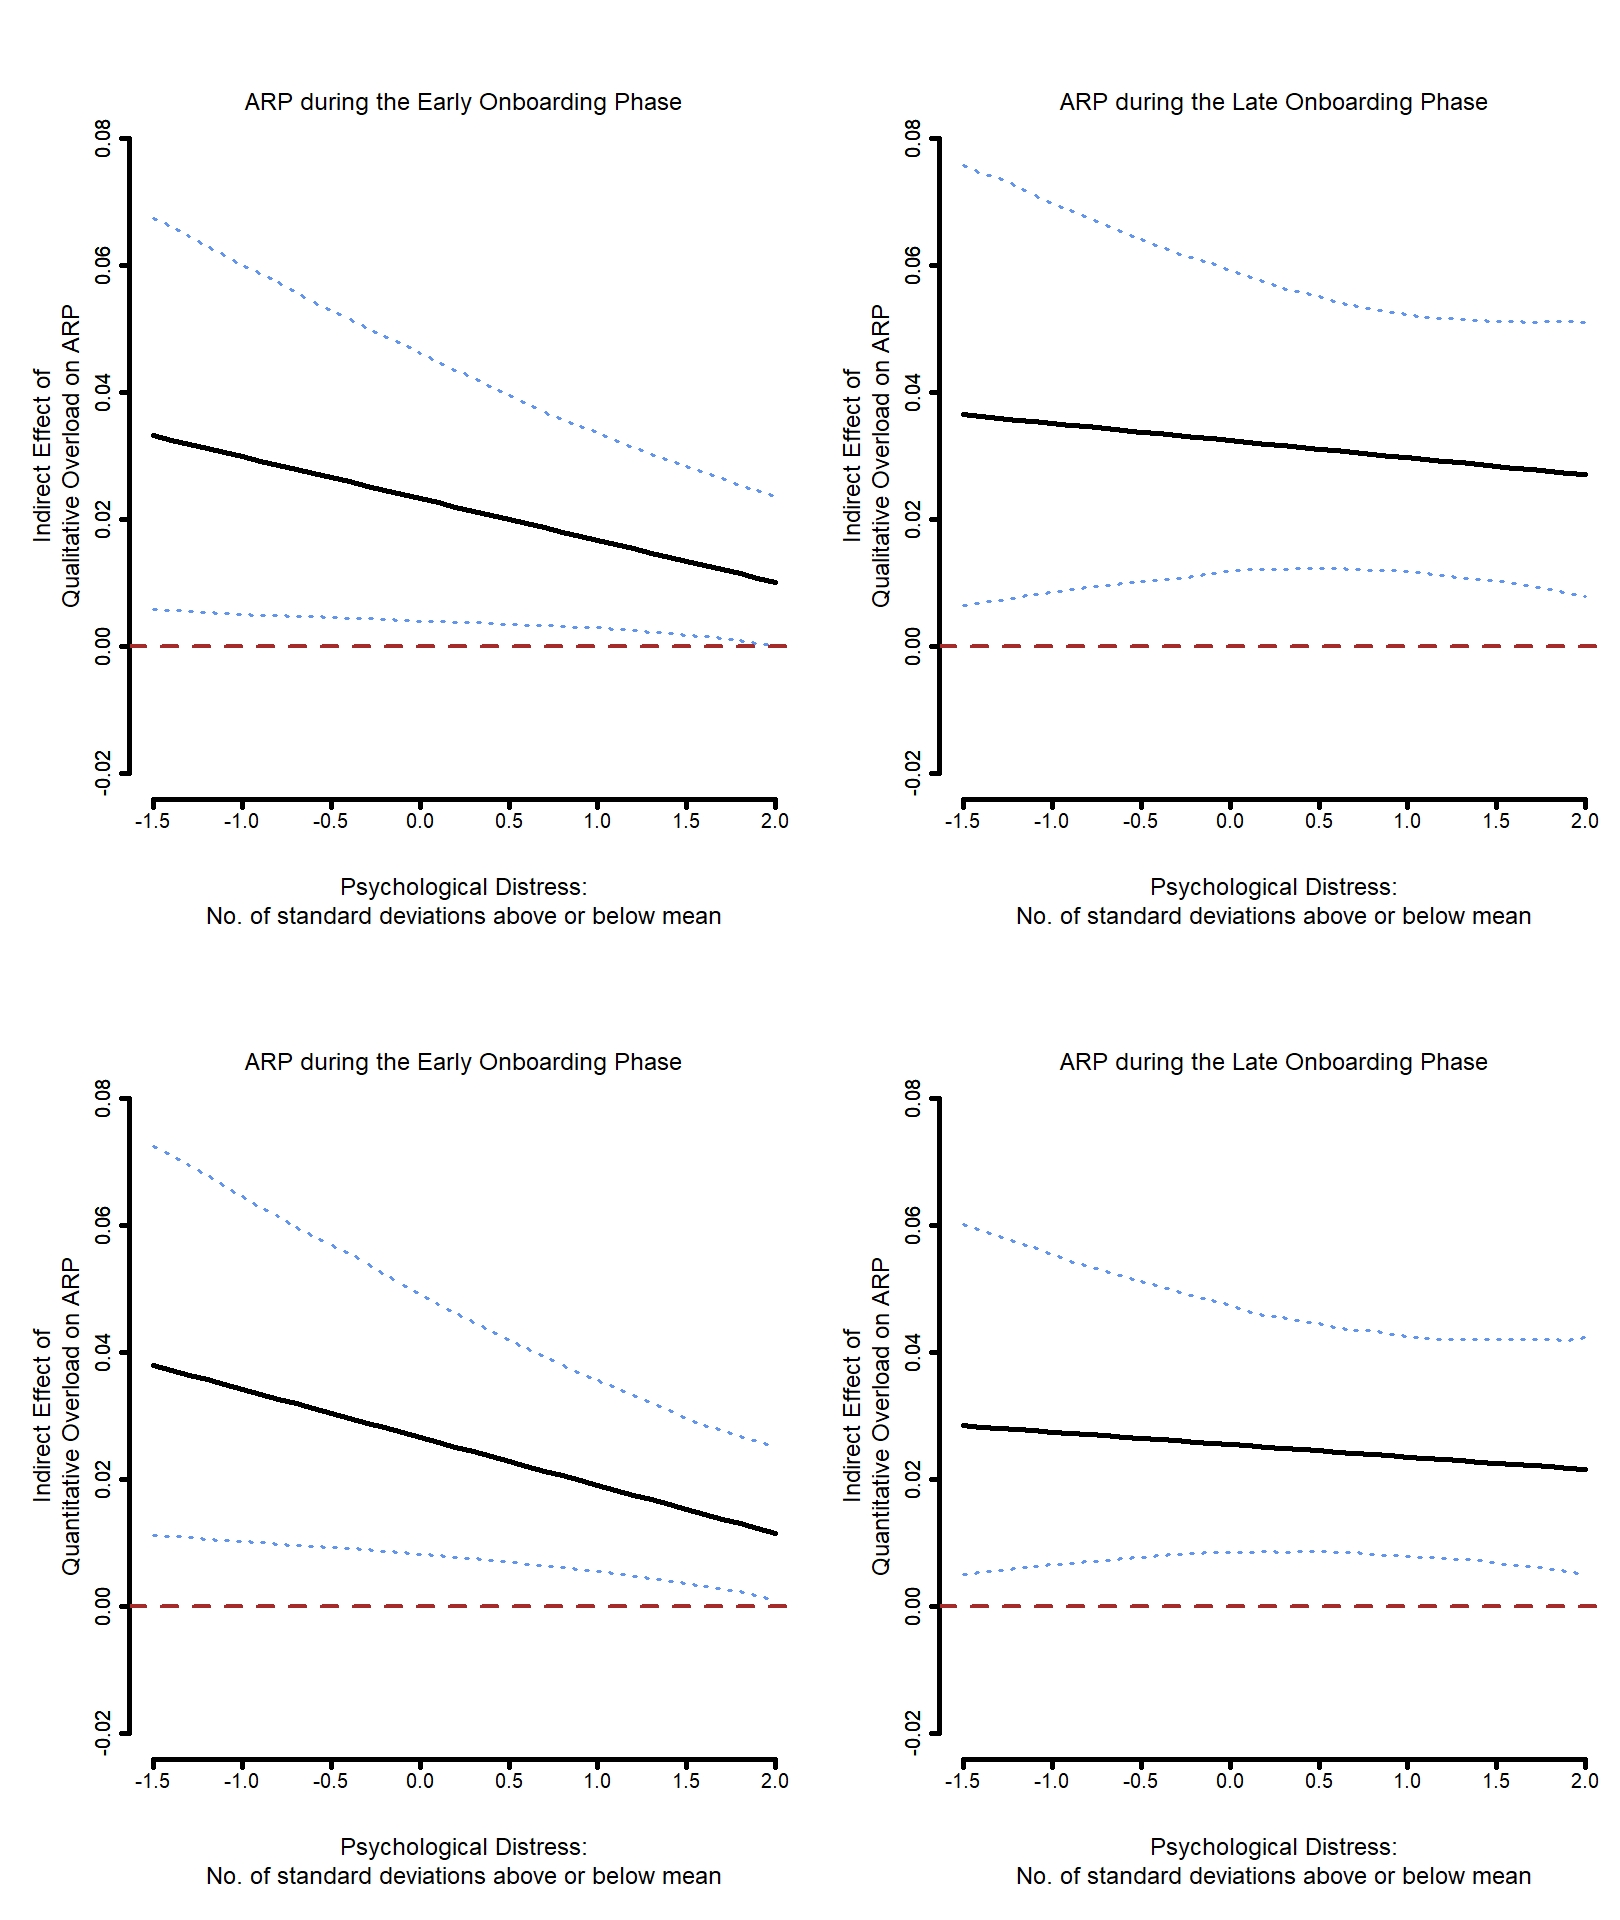 ARP during the Early Onboarding Phase
Indirect Effect of
Qualitative Overload on ARP
0.08
0.06
0.04
0.02
0.00
-0.02
-1.5 -1.0 -0.5 0.0 0.5 1.0 1.5 2.0
Psychological Distress:
No. of standard deviations above or below mean
ARP during the Late Onboarding Phase
Indirect Effect of
Qualitative Overload on ARP
0.08
0.06
0.04
0.02
0.00
-0.02
-1.5 -1.0 -0.5 0.0 0.5 1.0 1.5 2.0
Psychological Distress:
No. of standard deviations above or below mean
ARP during the Early Onboarding Phase
Indirect Effect of
Quantitative Overload on ARP
0.08
0.06
0.04
0.02
0.00
-0.02
-1.5 -1.0 -0.5 0.0 0.5 1.0 1.5 2.0
Psychological Distress:
No. of standard deviations above or below mean
ARP during the Late Onboarding Phase
Indirect Effect of
Quantitative Overload on ARP
0.08
0.06
0.04
0.02
0.00
-0.02
-1.5 -1.0 -0.5 0.0 0.5 1.0 1.5 2.0
Psychological Distress:
No. of standard deviations above or below mean